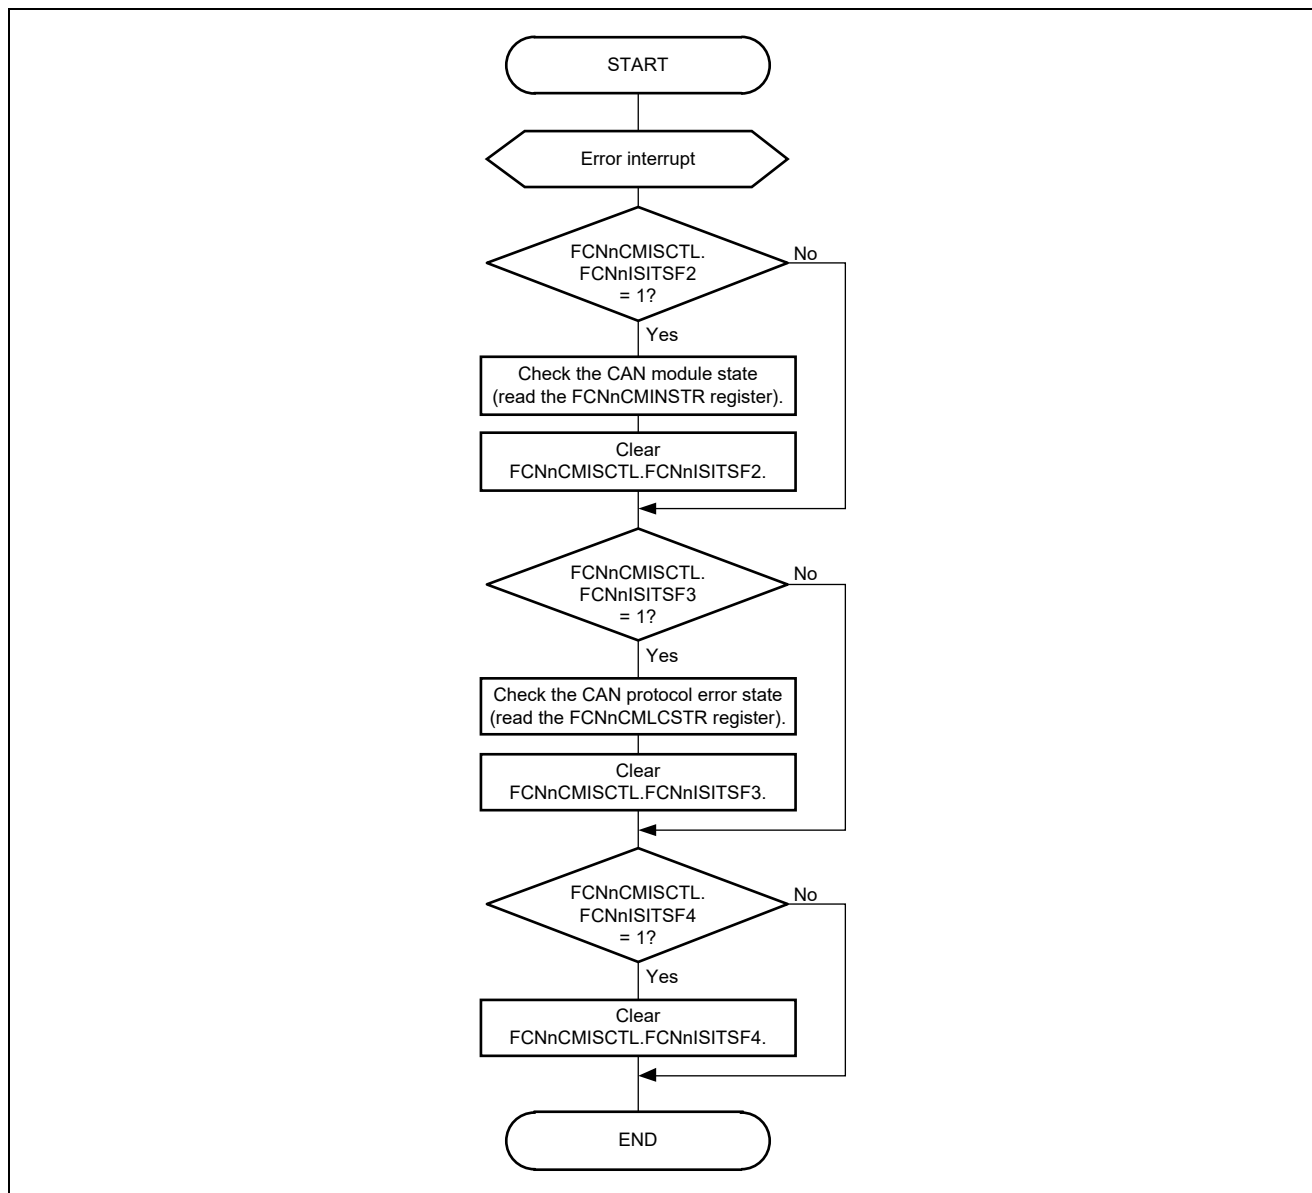 START
Error interrupt
FCNnCMISCTL.
FCNnISITSF2
= 1?
No
Yes
Check the CAN module state
(read the FCNnCMINSTR register).
Clear
FCNnCMISCTL.FCNnISITSF2.
FCNnCMISCTL.
FCNnISITSF3
= 1?
No
Yes
Check the CAN protocol error state
(read the FCNnCMLCSTR register).
Clear
FCNnCMISCTL.FCNnISITSF3.
FCNnCMISCTL.
FCNnISITSF4
= 1?
No
Yes
Clear
FCNnCMISCTL.FCNnISITSF4.
END